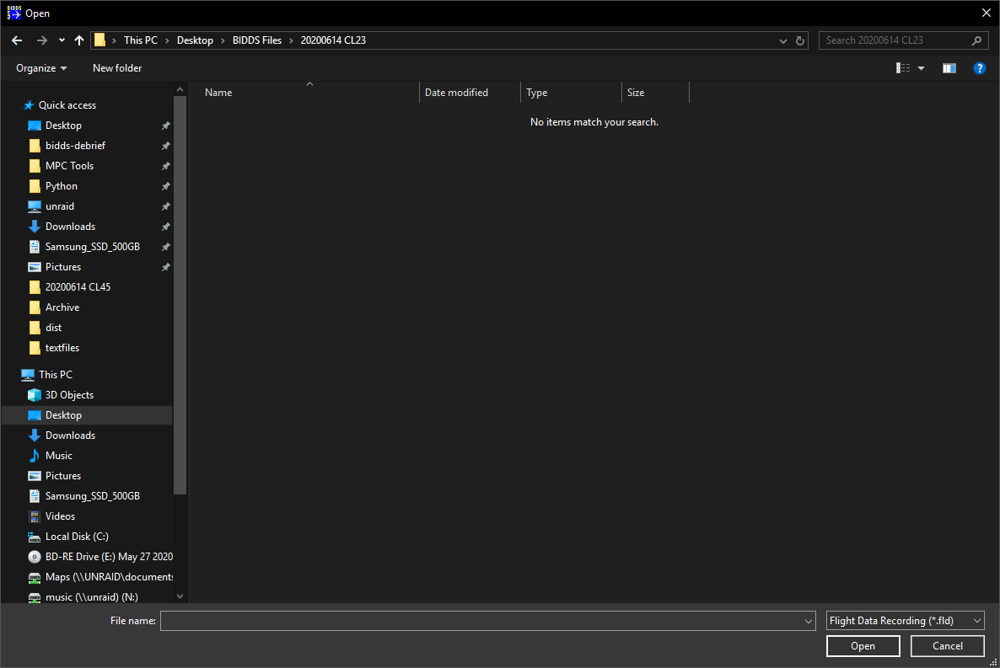 BIDDS
Open
This PC > Desktop > BIDDS Files > 20200614 CL23
Search 20200614 CL23
Organize
New folder
?
Name
Date modified
Type
Size
No items match your search.
Quick access
Desktop
bidds-debrief
MPC Tools
Python
unraid
Downloads
Samsung_SSD_500GB
Pictures
20200614 CL45
Archive
dist
textfiles
This PC
3D Objects
Desktop
Downloads
Music
Pictures
Samsung_SSD_500GB
Videos
Local Disk (C:)
BD-RE Drive (E:) May 27 2020
Maps (\\UNRAID\documents
music (\\unraid) (N:)
File name:
Flight Data Recording (*.fld)
Open
Cancel